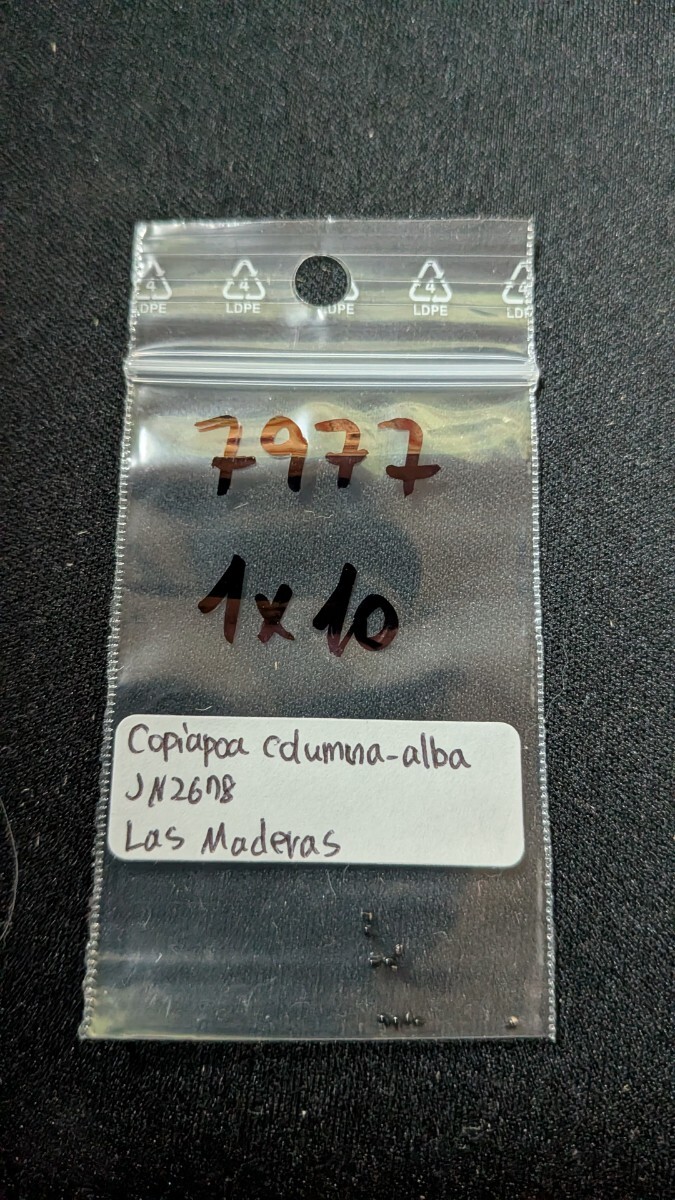 4 4 4 4
LDPE LDPE LDPE LDPE LD
7977
1x10
Copiapoa columna-alba
JN2678
Las Maderas